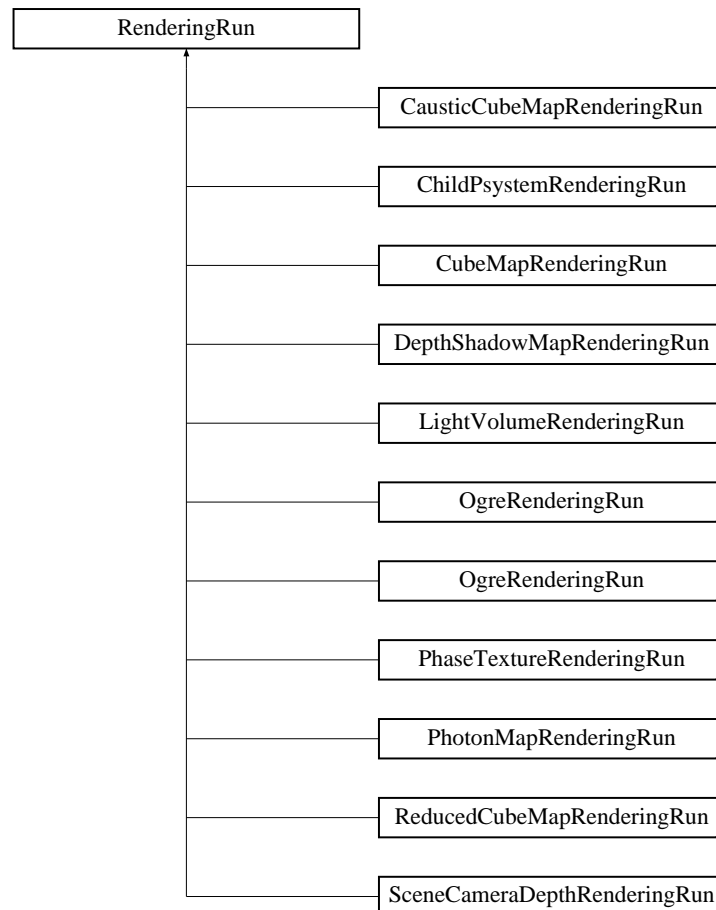 RenderingRun
CausticCubeMapRenderingRun
ChildPsystemRenderingRun
CubeMapRenderingRun
DepthShadowMapRenderingRun
LightVolumeRenderingRun
OgreRenderingRun
OgreRenderingRun
PhaseTextureRenderingRun
PhotonMapRenderingRun
ReducedCubeMapRenderingRun
SceneCameraDepthRenderingRun